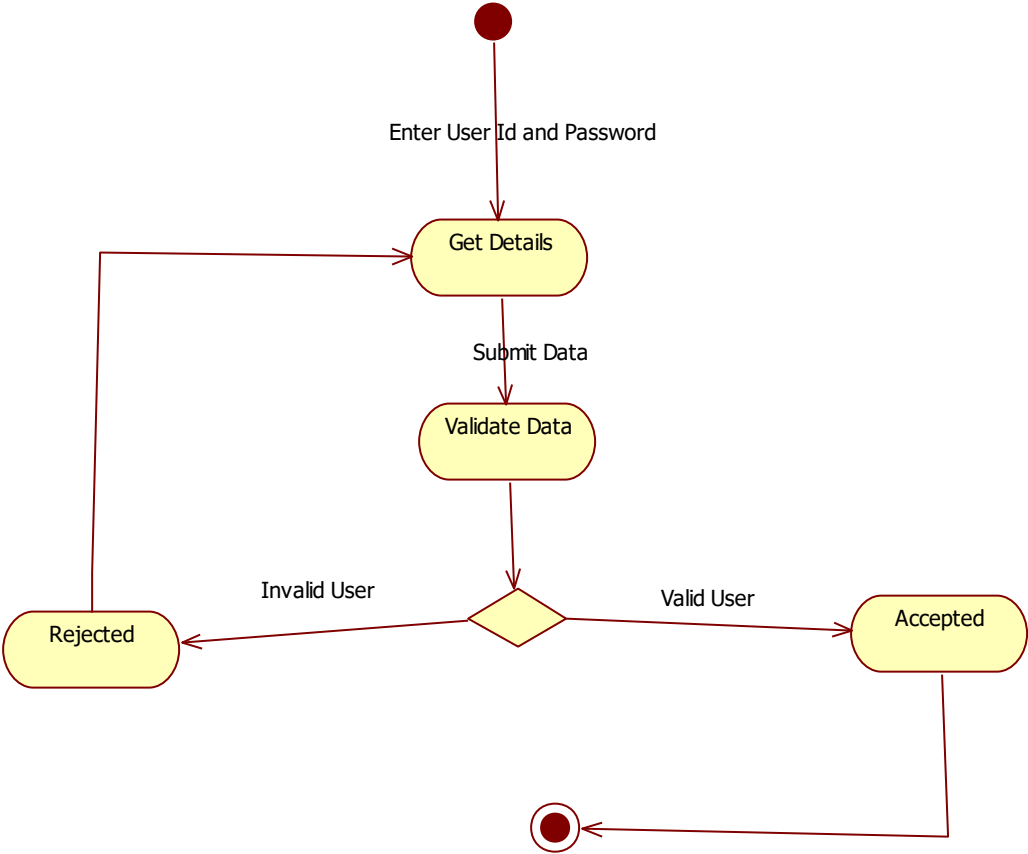 Enter User Id and Password
Get Details
Submit Data
Validate Data
Invalid User
Valid User
Rejected
Accepted